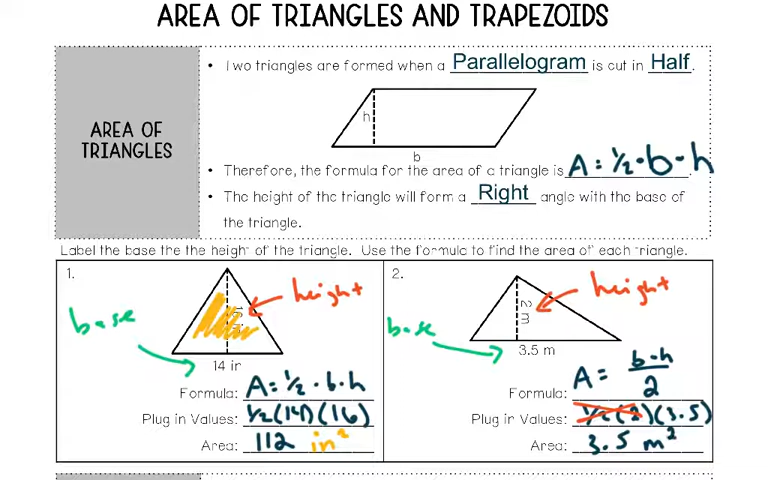 AREA OF TRIANGLES AND TRAPEZOIDS
AREA OF
TRIANGLES
• Two triangles are formed when a Parallelogram is cut in Half.
h
b
• Therefore, the formula for the area of a triangle is A = 1/2 • b • h.
• The height of the triangle will form a Right angle with the base of
the triangle.
Label the base the the height of the triangle. Use the formula to find the area of each triangle.
1.
height
base
14 in
Formula: A = 1/2 • b • h
Plug in Values: 1/2(14)(16)
Area: 112 in²
2.
height
2 m
base
3.5 m
Formula: A = b•h/2
Plug in Values: 1/2(2)(3.5)
Area: 3.5 m²